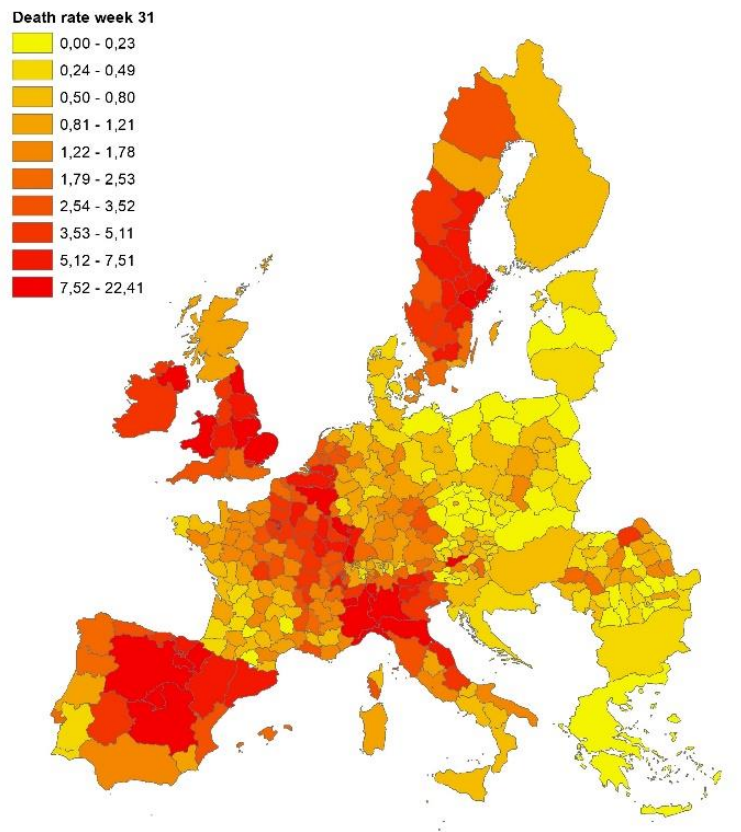 Death rate week 31
0,00 - 0,23
0,24 - 0,49
0,50 - 0,80
0,81 - 1,21
1,22 - 1,78
1,79 - 2,53
2,54 - 3,52
3,53 - 5,11
5,12 - 7,51
7,52 - 22,41